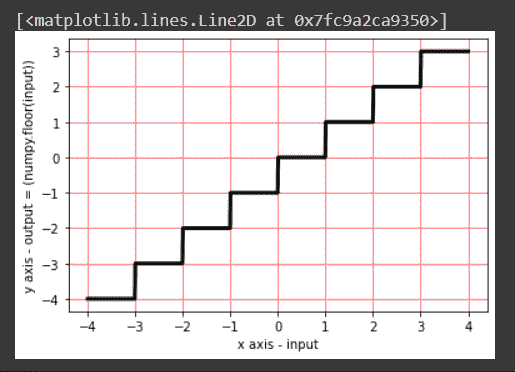 [<matplotlib.lines.Line2D at 0x7fc9a2ca9350>]
y axis - output = (numpy.floor(input))
3
2
1
0
−1
−2
−3
−4
−4 −3 −2 −1 0 1 2 3 4
x axis - input